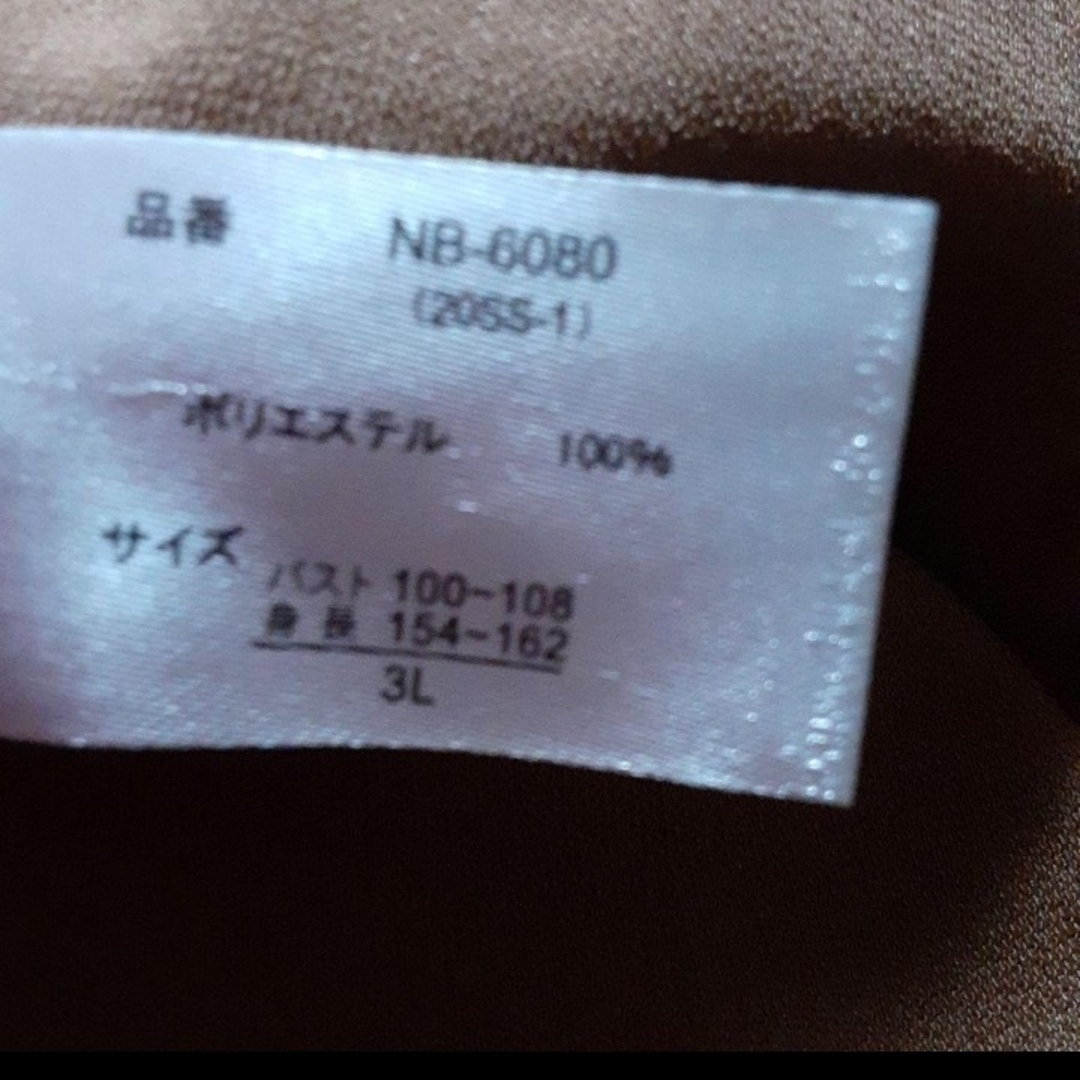 品番 NB-6080
(20SS-1)
ポリエステル 100%
サイズ
バスト 100~108
身長 154~162
3L